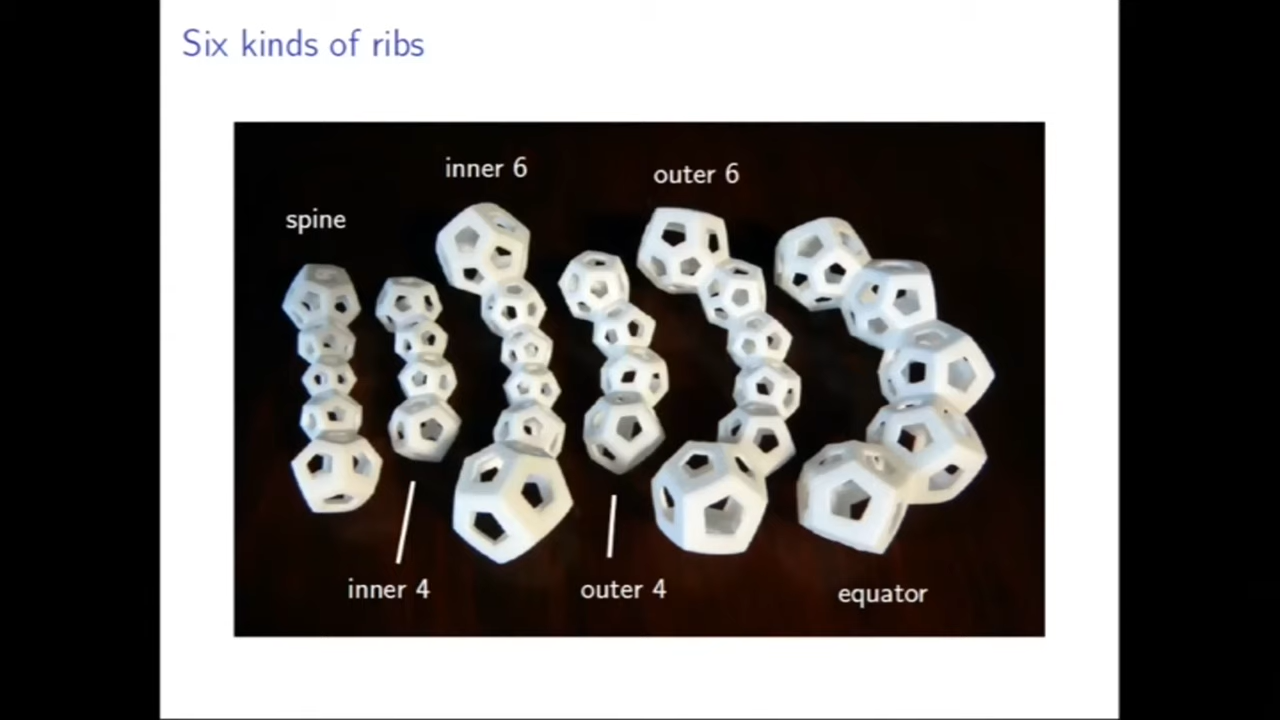 Six kinds of ribs
inner 6
outer 6
spine
inner 4
outer 4
equator